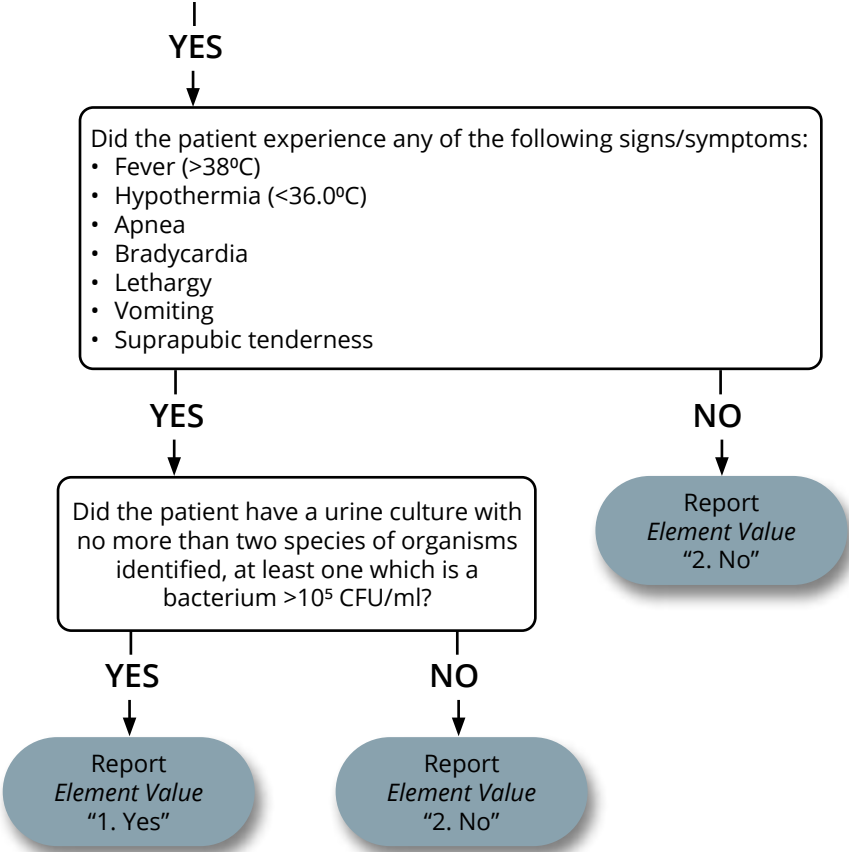 YES
Did the patient experience any of the following signs/symptoms:
• Fever (>38⁰C)
• Hypothermia (<36.0⁰C)
• Apnea
• Bradycardia
• Lethargy
• Vomiting
• Suprapubic tenderness
YES
NO
Did the patient have a urine culture with
no more than two species of organisms
identified, at least one which is a
bacterium >10⁵ CFU/ml?
Report
Element Value
“2. No”
YES
NO
Report
Element Value
“1. Yes”
Report
Element Value
“2. No”